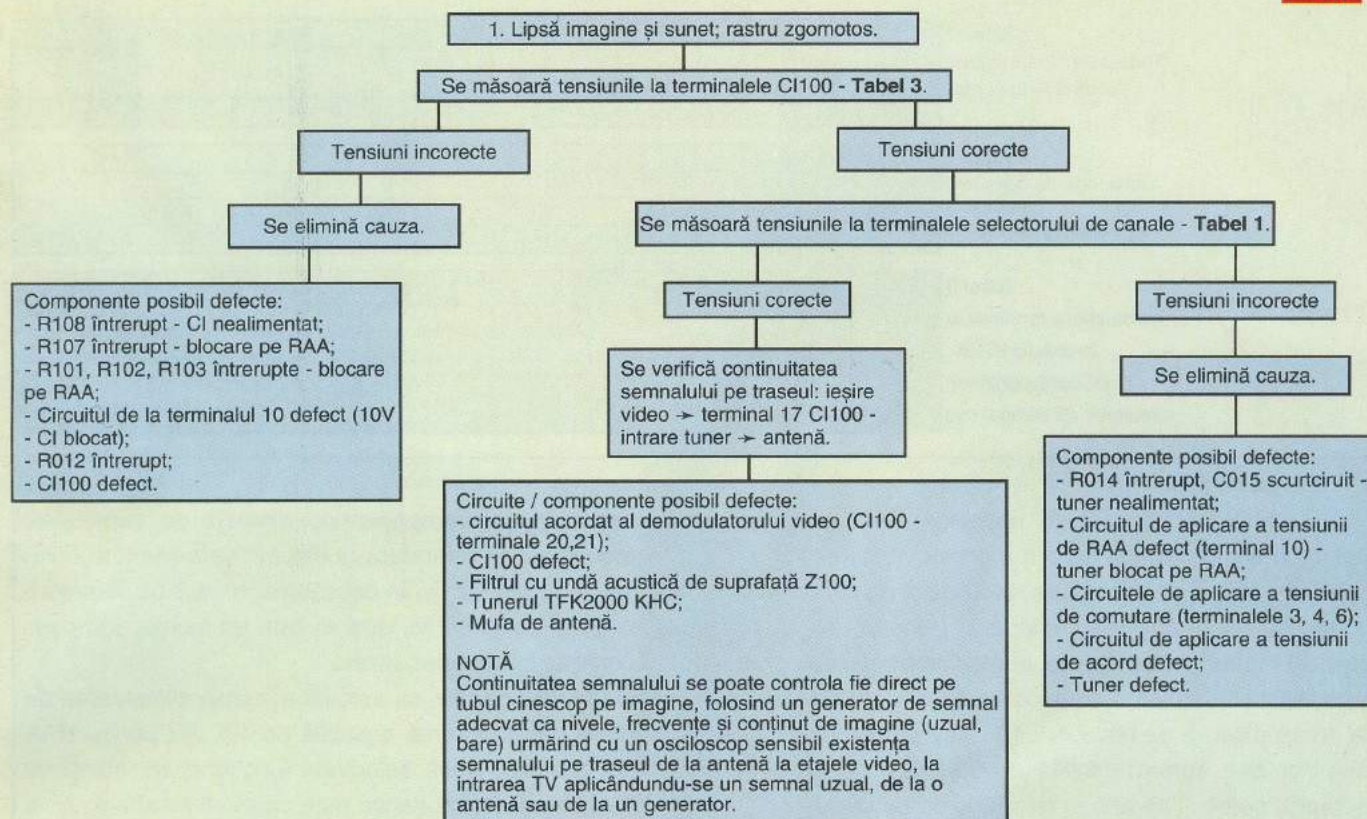 1. Lipsă imagine și sunet; rastru zgomotos.
Se măsoară tensiunile la terminalele CI100 - Tabel 3.
Tensiuni incorecte
Tensiuni corecte
Se elimină cauza.
Se măsoară tensiunile la terminalele selectorului de canale - Tabel 1.
Componente posibil defecte:
- R108 întrerupt - CI nealimentat;
- R107 întrerupt - blocare pe RAA;
- R101, R102, R103 întrerupte - blocare
pe RAA;
- Circuitul de la terminalul 10 defect (10V
- CI blocat);
- R012 întrerupt;
- CI100 defect.
Tensiuni corecte
Tensiuni incorecte
Se verifică continuitatea
semnalului pe traseul: ieșire
video → terminal 17 CI100 -
intrare tuner → antenă.
Se elimină cauza.
Circuite / componente posibil defecte:
- circuitul acordat al demodulatorului video (CI100 -
terminale 20,21);
- CI100 defect;
- Filtrul cu undă acustică de suprafață Z100;
- Tunerul TFK2000 KHC;
- Mufa de antenă.
NOTĂ
Continuitatea semnalului se poate controla fie direct pe
tubul cinescop pe imagine, folosind un generator de semnal
adecvat ca nivele, frecvențe și conținut de imagine (uzual,
bare) urmărind cu un osciloscop sensibil existența
semnalului pe traseul de la antenă la etajele video, la
intrarea TV aplicândundu-se un semnal uzual, de la o
antenă sau de la un generator.
Componente posibil defecte:
- R014 întrerupt, C015 scurtciruit -
tuner nealimentat;
- Circuitul de aplicare a tensiunii
de RAA defect (terminal 10) -
tuner blocat pe RAA;
- Circuitele de aplicare a tensiunii
de comutare (terminalele 3, 4, 6);
- Circuitul de aplicare a tensiunii
de acord defect;
- Tuner defect.